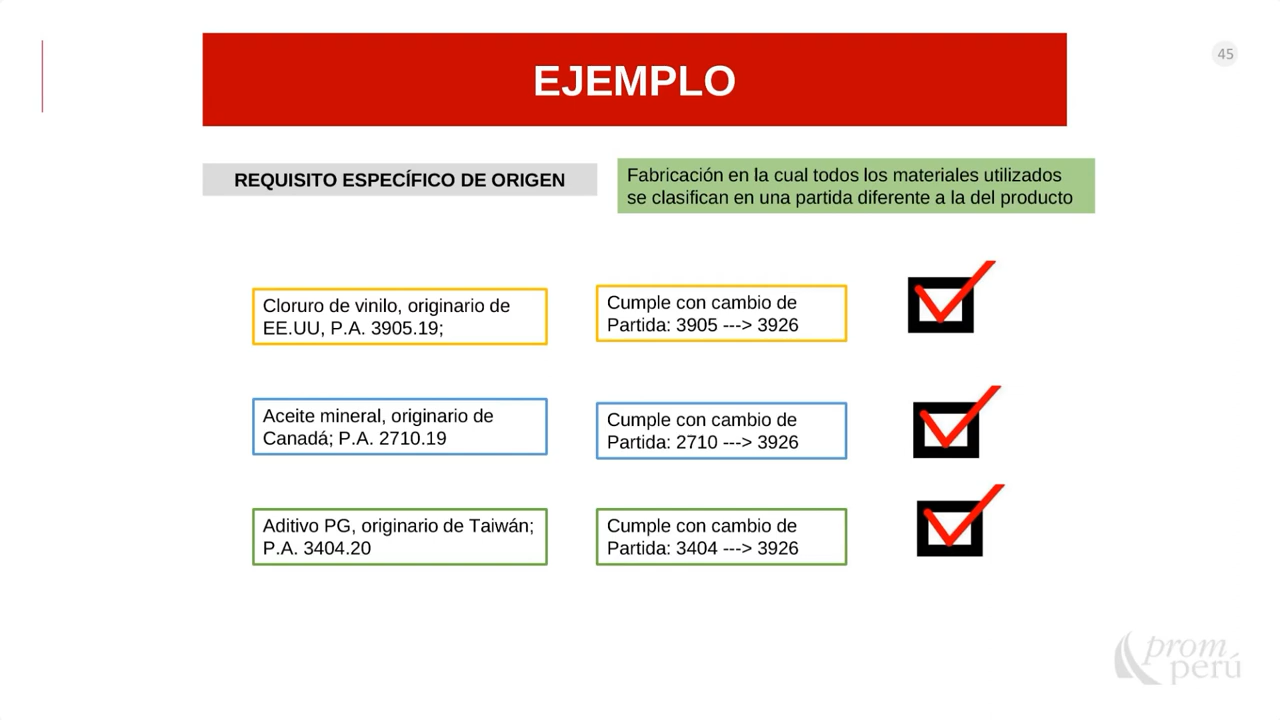 45
EJEMPLO
REQUISITO ESPECÍFICO DE ORIGEN
Fabricación en la cual todos los materiales utilizados
se clasifican en una partida diferente a la del producto
Cloruro de vinilo, originario de
EE.UU, P.A. 3905.19;
Cumple con cambio de
Partida: 3905 ---> 3926
Aceite mineral, originario de
Canadá; P.A. 2710.19
Cumple con cambio de
Partida: 2710 ---> 3926
Aditivo PG, originario de Taiwán;
P.A. 3404.20
Cumple con cambio de
Partida: 3404 ---> 3926
prom
perú